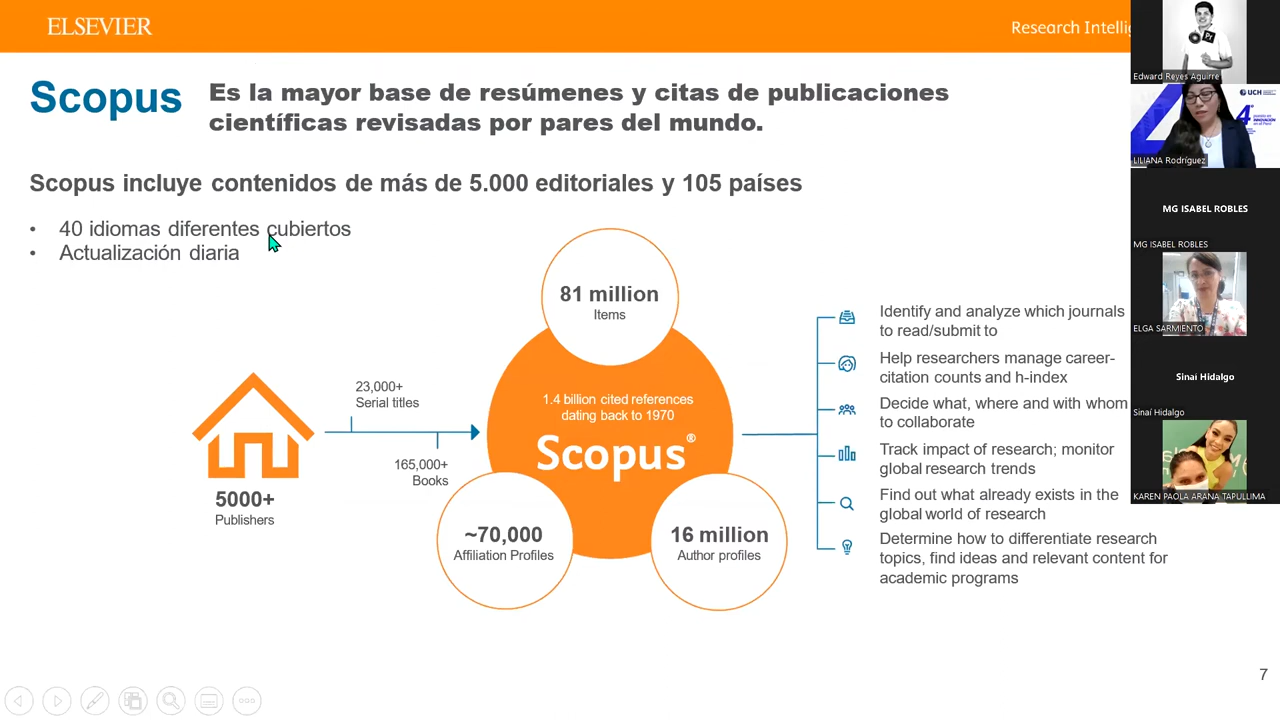 ELSEVIER
Research Intellig
Scopus
Es la mayor base de resúmenes y citas de publicaciones
científicas revisadas por pares del mundo.
Scopus incluye contenidos de más de 5.000 editoriales y 105 países
• 40 idiomas diferentes cubiertos
• Actualización diaria
81 million
Items
23,000+
Serial titles
165,000+
Books
5000+
Publishers
1.4 billion cited references
dating back to 1970
Scopus®
~70,000
Affiliation Profiles
16 million
Author profiles
Identify and analyze which journals
to read/submit to
Help researchers manage career-
citation counts and h-index
Decide what, where and with whom
to collaborate
Track impact of research; monitor
global research trends
Find out what already exists in the
global world of research
Determine how to differentiate research
topics, find ideas and relevant content for
academic programs
7
Pr
Edward Reyes Aguirre
UCH
4°
LILIANA Rodríguez
MG ISABEL ROBLES
MG ISABEL ROBLES
ELGA SARMIENTO
Sinaí Hidalgo
Sinaí Hidalgo
KAREN PAOLA ARANA TAPULLIMA